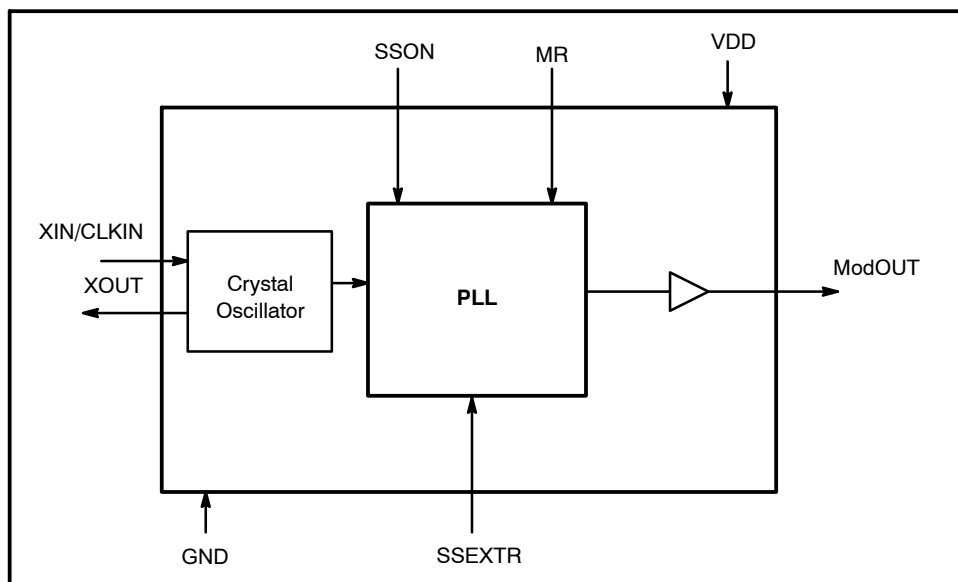 VDD
SSON
MR
XIN/CLKIN
XOUT
Crystal
Oscillator
PLL
ModOUT
GND
SSEXTR